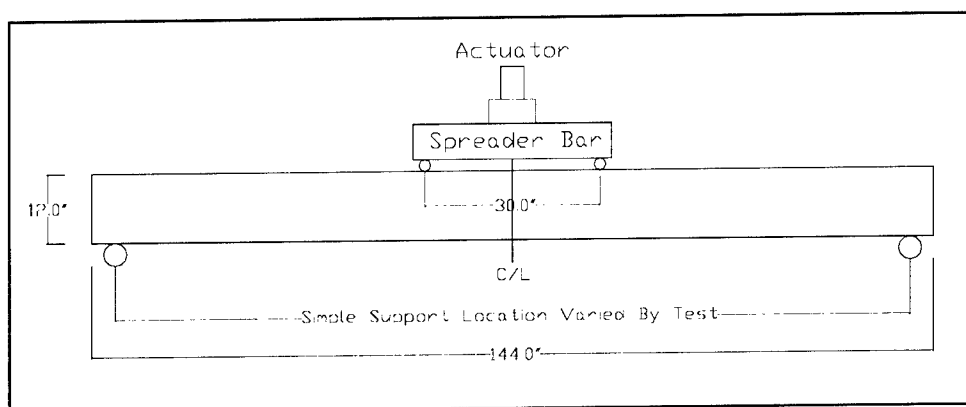 Actuator
Spreader Bar
12.0"
30.0"
C/L
Simple Support Location Varied By Test
144.0"